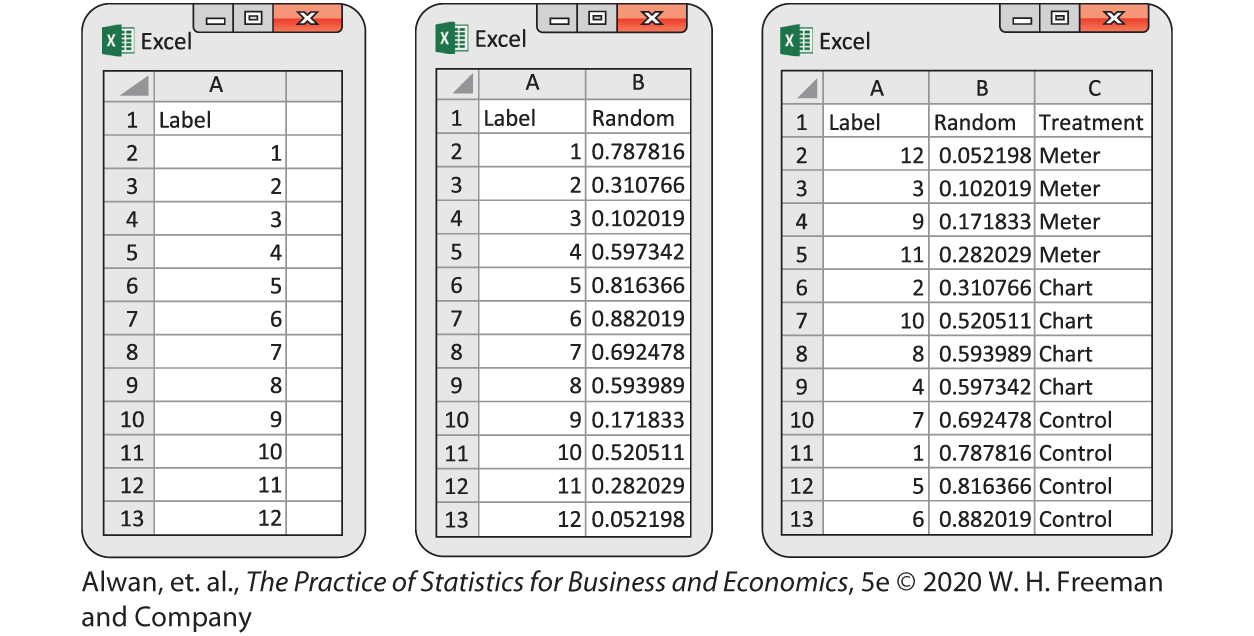 Excel
A
1 Label
2 1
3 2
4 3
5 4
6 5
7 6
8 7
9 8
10 9
11 10
12 11
13 12
Excel
A B
1 Label Random
2 1 0.787816
3 2 0.310766
4 3 0.102019
5 4 0.597342
6 5 0.816366
7 6 0.882019
8 7 0.692478
9 8 0.593989
10 9 0.171833
11 10 0.520511
12 11 0.282029
13 12 0.052198
Excel
A B C
1 Label Random Treatment
2 12 0.052198 Meter
3 3 0.102019 Meter
4 9 0.171833 Meter
5 11 0.282029 Meter
6 2 0.310766 Chart
7 10 0.520511 Chart
8 8 0.593989 Chart
9 4 0.597342 Chart
10 7 0.692478 Control
11 1 0.787816 Control
12 5 0.816366 Control
13 6 0.882019 Control
Alwan, et. al., The Practice of Statistics for Business and Economics, 5e © 2020 W. H. Freeman
and Company